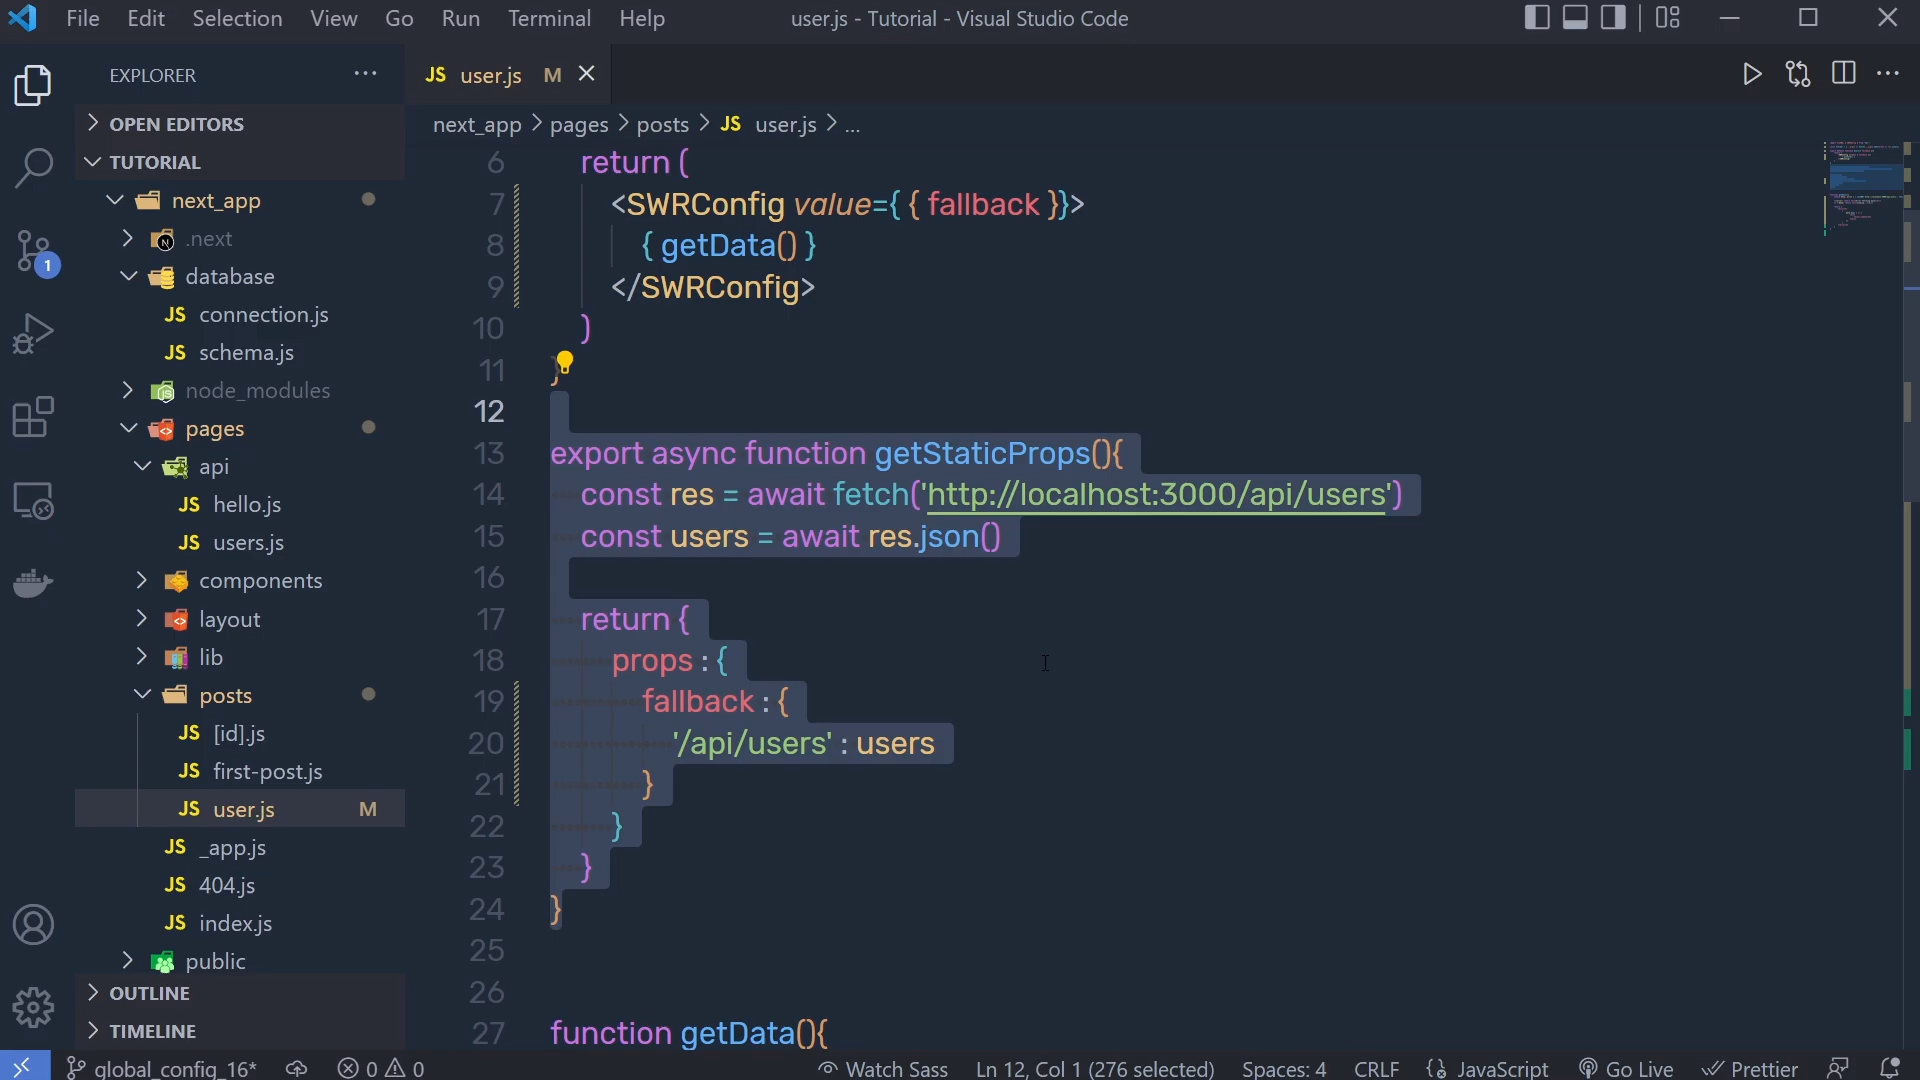 File Edit Selection View Go Run Terminal Help user.js - Tutorial - Visual Studio Code
EXPLORER
OPEN EDITORS
TUTORIAL
next_app
.next
database
JS connection.js
JS schema.js
node_modules
pages
api
JS hello.js
JS users.js
components
layout
lib
posts
JS [id].js
JS first-post.js
JS user.js M
JS _app.js
JS 404.js
JS index.js
public
OUTLINE
TIMELINE
1
JS user.js M
next_app > pages > posts > JS user.js > ...
6 return (
7 <SWRConfig value={ { fallback }}>
8 { getData() }
9 </SWRConfig>
10 )
11 }
12
13 export async function getStaticProps(){
14 const res = await fetch('http://localhost:3000/api/users')
15 const users = await res.json()
16
17 return {
18 props : {
19 fallback : {
20 '/api/users' : users
21 }
22 }
23 }
24 }
25
26
27 function getData(){
global_config_16* 0 0 Watch Sass Ln 12, Col 1 (276 selected) Spaces: 4 CRLF JavaScript Go Live Prettier